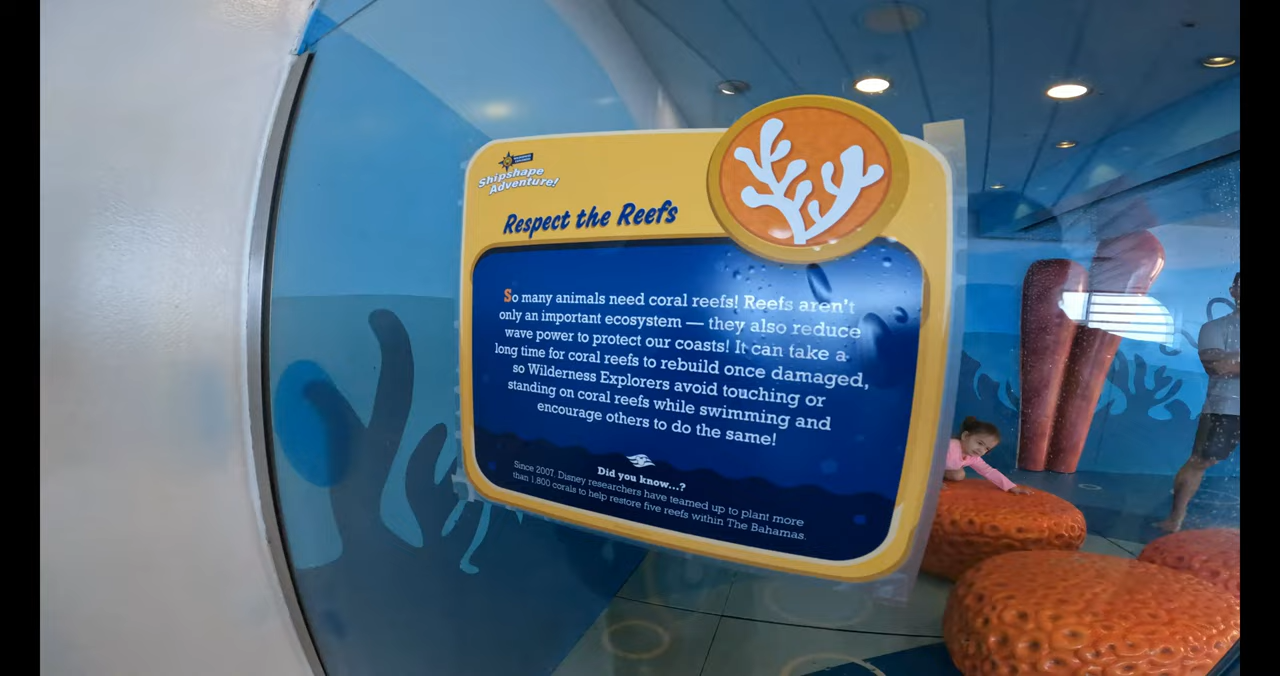 Shipshape
Adventure!
Respect the Reefs
So many animals need coral reefs! Reefs aren't
only an important ecosystem — they also reduce
wave power to protect our coasts! It can take a
long time for coral reefs to rebuild once damaged,
so Wilderness Explorers avoid touching or
standing on coral reefs while swimming and
encourage others to do the same!
Did you know...?
Since 2007, Disney researchers have teamed up to plant more
than 1,800 corals to help restore five reefs within The Bahamas.